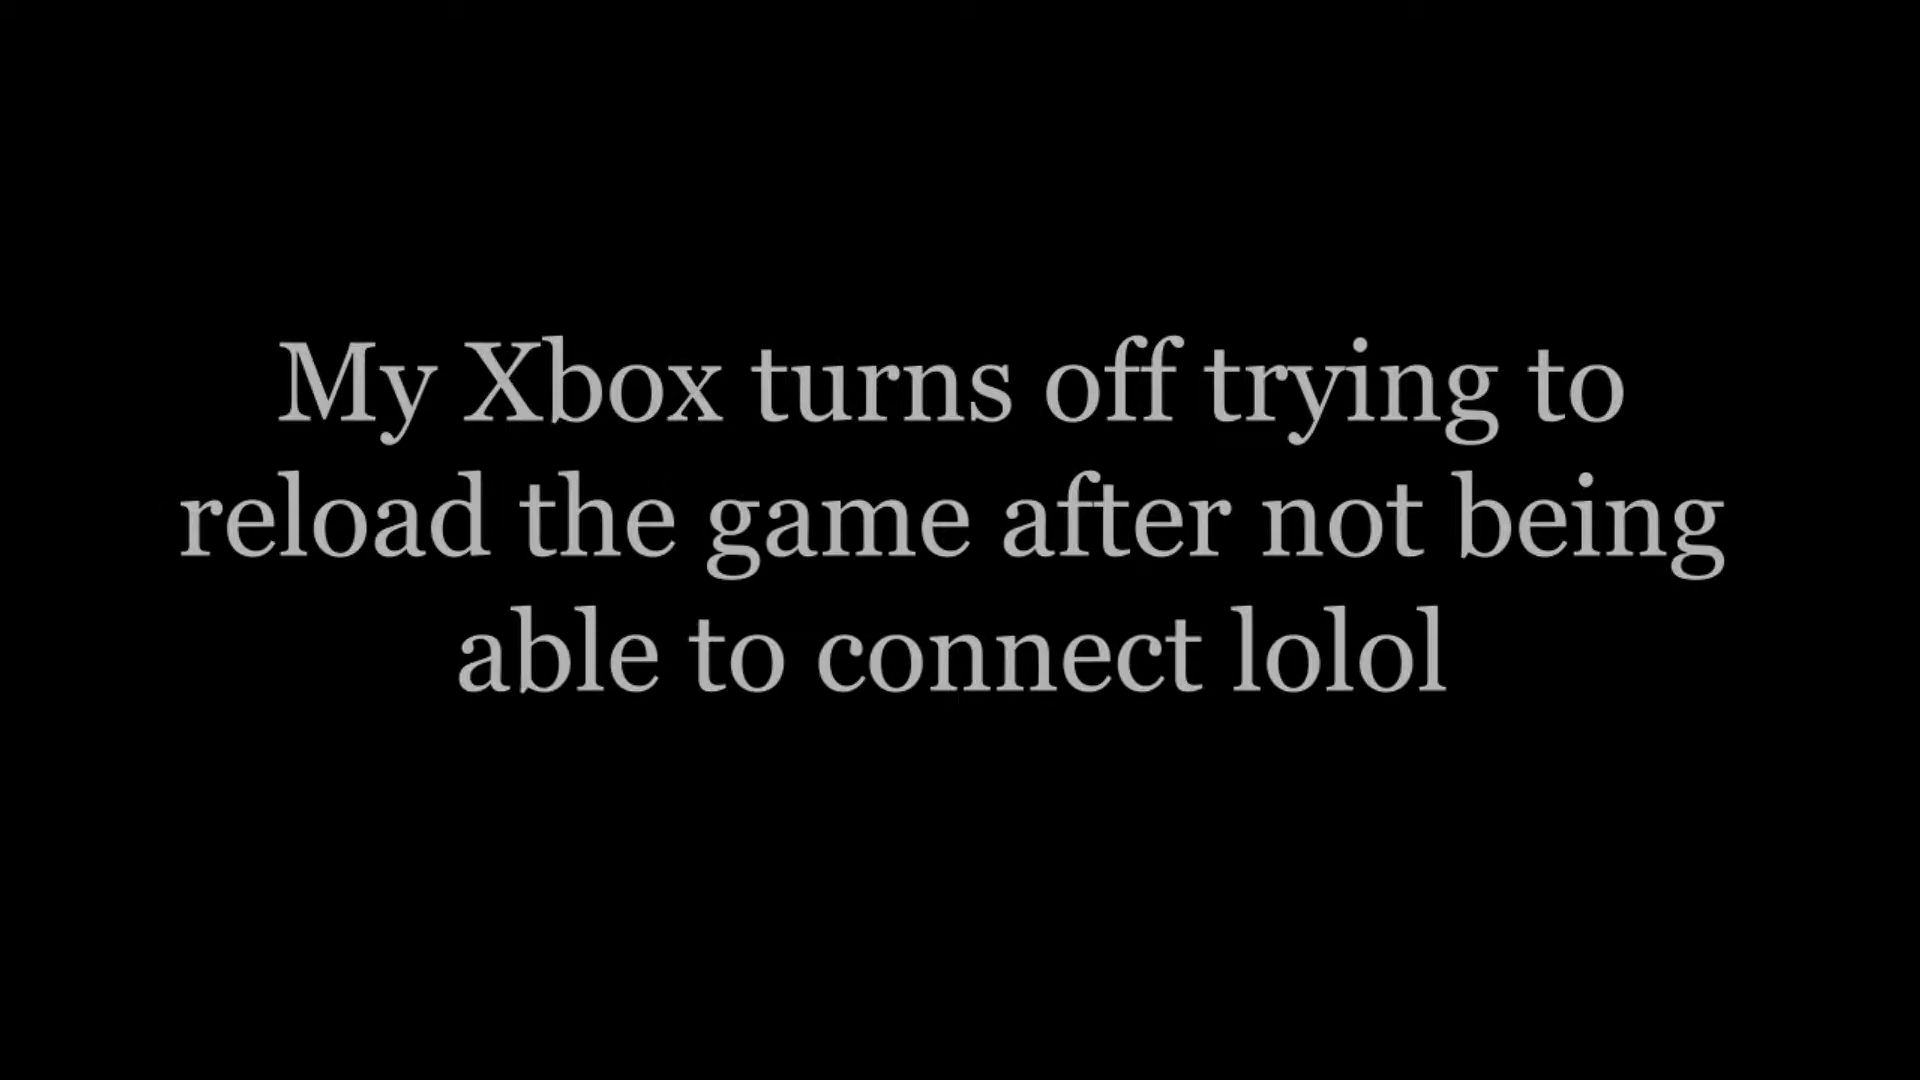 My Xbox turns off trying to
reload the game after not being
able to connect lolol